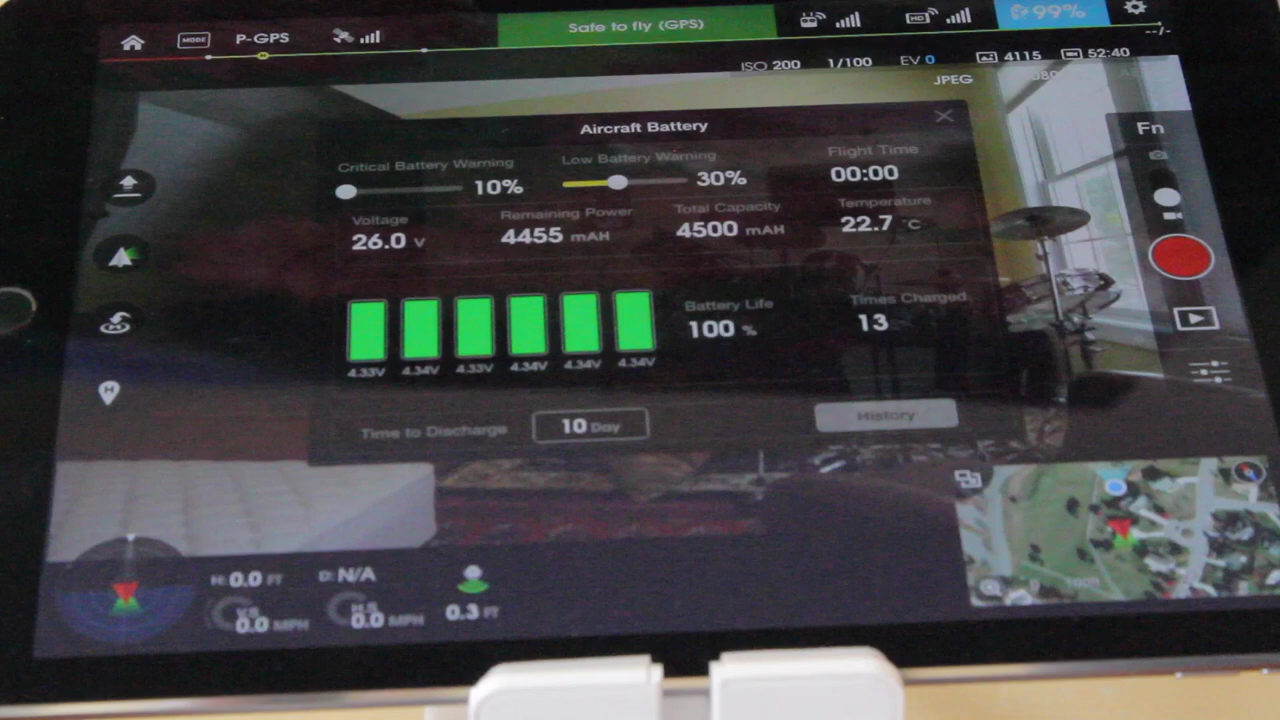 MODE P-GPS Safe to fly (GPS) HD 99%
--/--
ISO 200 1/100 EV 0 4115 52:40
JPEG
Aircraft Battery
Fn
Critical Battery Warning Low Battery Warning Flight Time
10% 30% 00:00
Voltage Remaining Power Total Capacity Temperature
26.0 V 4455 mAH 4500 mAH 22.7 °C
Battery Life Times Charged
100 % 13
4.33V 4.34V 4.33V 4.34V 4.34V 4.34V
Time to Discharge 10 Day History
H: 0.0 FT D: N/A
VS 0.0 MPH H.S 0.0 MPH 0.3 FT